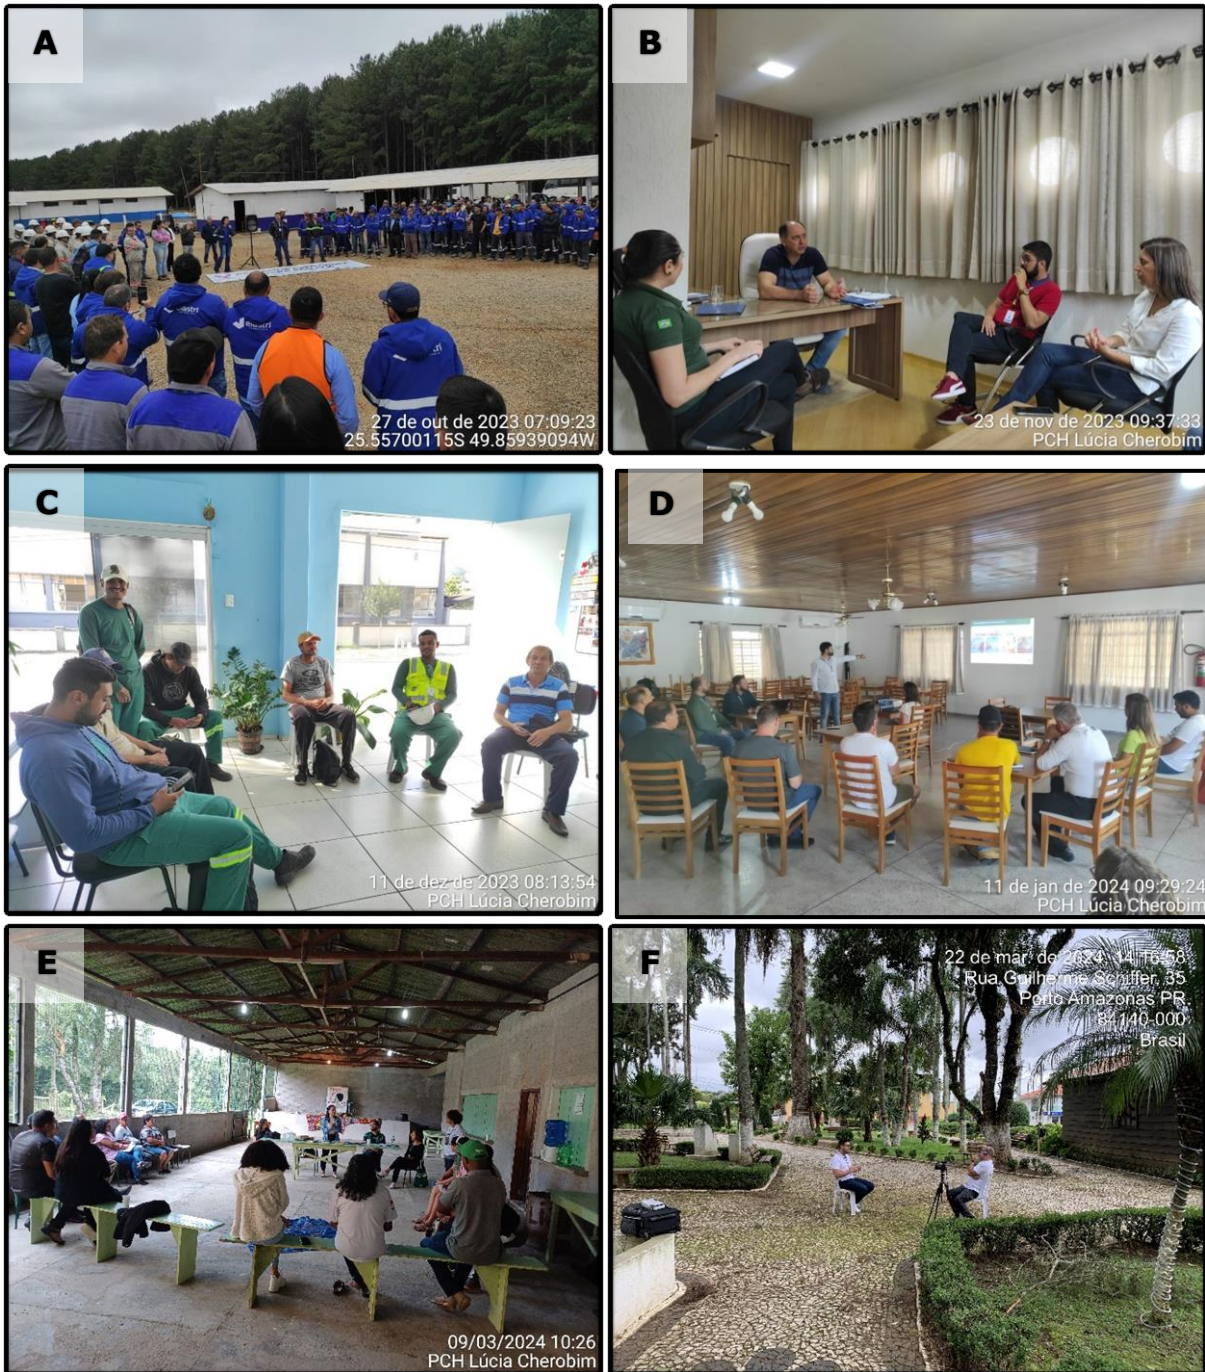 A
27 de out de 2023 07:09:23
25.55700115S 49.85939094W
B
23 de nov de 2023 09:37:33
PCH Lúcia Cherobim
C
11 de dez de 2023 08:13:54
PCH Lúcia Cherobim
D
11 de jan de 2024 09:29:24
PCH Lúcia Cherobim
E
09/03/2024 10:26
PCH Lúcia Cherobim
F
22 de mar. de 2024 14:16:58
Rua Guilherme Schiffer, 35
Porto Amazonas PR
84140-000
Brasil